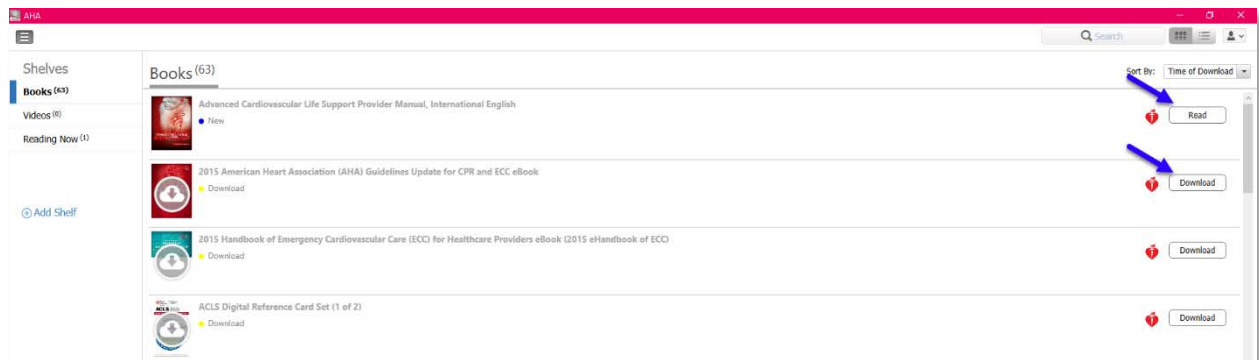 AHA
Search
Shelves
Books (63)
Videos (0)
Reading Now (1)
Add Shelf
Books (63)
Sort By: Time of Download
Advanced Cardiovascular Life Support Provider Manual, International English
New
Read
2015 American Heart Association (AHA) Guidelines Update for CPR and ECC eBook
Download
Download
2015 Handbook of Emergency Cardiovascular Care (ECC) for Healthcare Providers eBook (2015 eHandbook of ECC)
Download
Download
ACLS
ACLS Digital Reference Card Set (1 of 2)
Download
Download